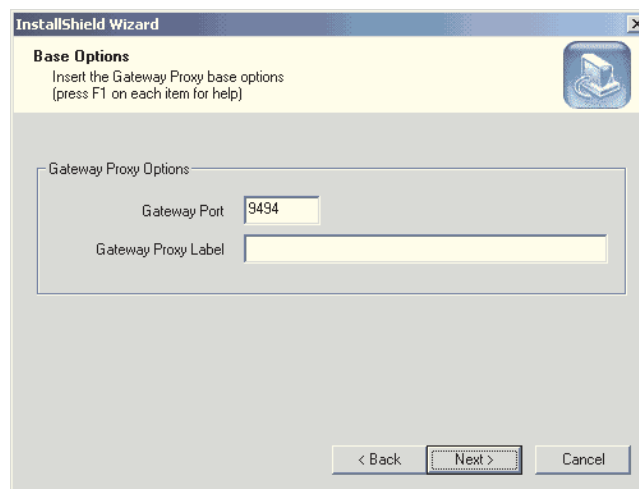 InstallShield Wizard
Base Options
Insert the Gateway Proxy base options
(press F1 on each item for help)
Gateway Proxy Options
Gateway Port 9494
Gateway Proxy Label
< Back Next > Cancel